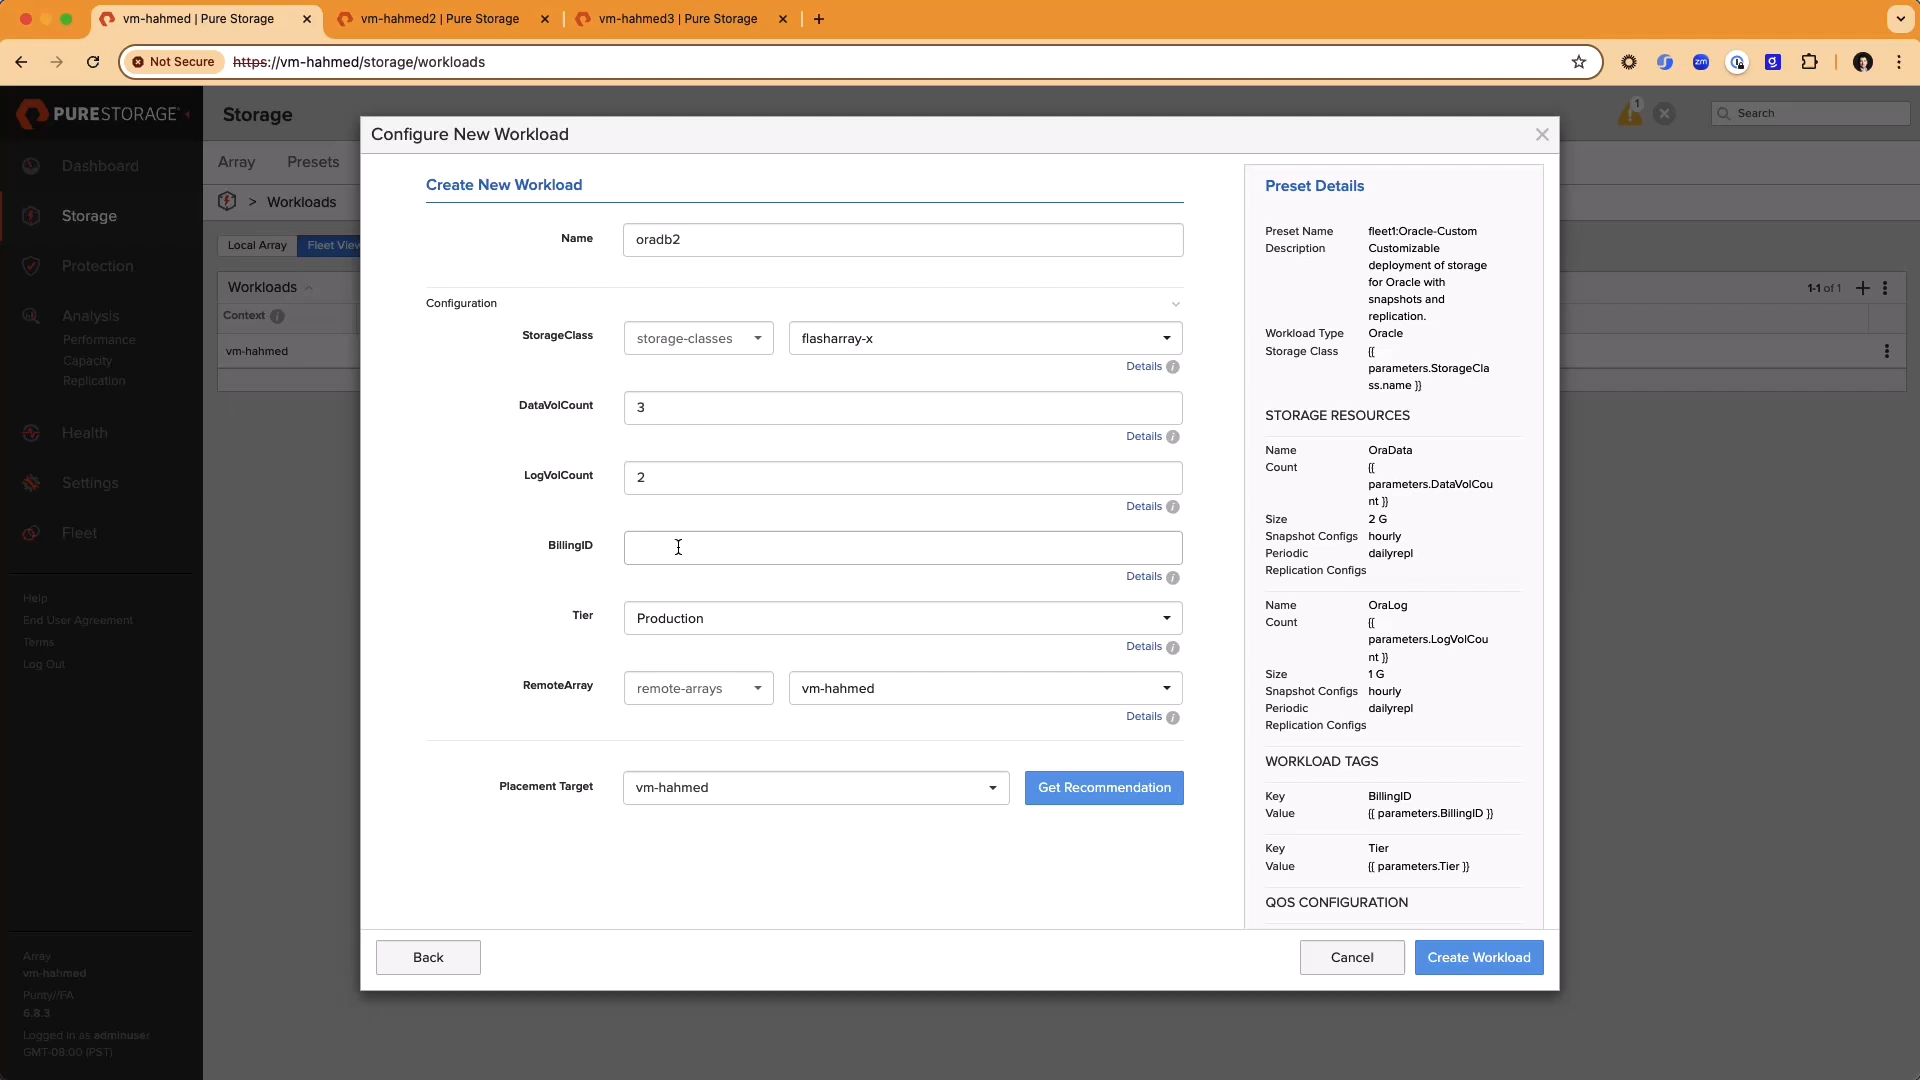 vm-hahmed | Pure Storage
vm-hahmed2 | Pure Storage
vm-hahmed3 | Pure Storage
Not Secure
https://vm-hahmed/storage/workloads
zm
g
PURESTORAGE
Storage
1
Search
Dashboard
Storage
Protection
Analysis
Performance
Capacity
Replication
Health
Settings
Fleet
Help
End User Agreement
Terms
Log Out
Array
vm-hahmed
Purity//FA
6.8.3
Logged in as adminuser
GMT-08:00 (PST)
Array
Presets
> Workloads
Local Array
Fleet View
Workloads
1-1 of 1
Context
vm-hahmed
Configure New Workload
Create New Workload
Name
oradb2
Configuration
StorageClass
storage-classes
flasharray-x
Details
DataVolCount
3
Details
LogVolCount
2
Details
BillingID
Details
Tier
Production
Details
RemoteArray
remote-arrays
vm-hahmed
Details
Placement Target
vm-hahmed
Get Recommendation
Back
Cancel
Create Workload
Preset Details
Preset Name fleet1:Oracle-Custom
Description Customizable
deployment of storage
for Oracle with
snapshots and
replication.
Workload Type Oracle
Storage Class {{
parameters.StorageCla
ss.name }}
STORAGE RESOURCES
Name OraData
Count {{
parameters.DataVolCou
nt }}
Size 2 G
Snapshot Configs hourly
Periodic dailyrepl
Replication Configs
Name OraLog
Count {{
parameters.LogVolCou
nt }}
Size 1 G
Snapshot Configs hourly
Periodic dailyrepl
Replication Configs
WORKLOAD TAGS
Key BillingID
Value {{ parameters.BillingID }}
Key Tier
Value {{ parameters.Tier }}
QOS CONFIGURATION